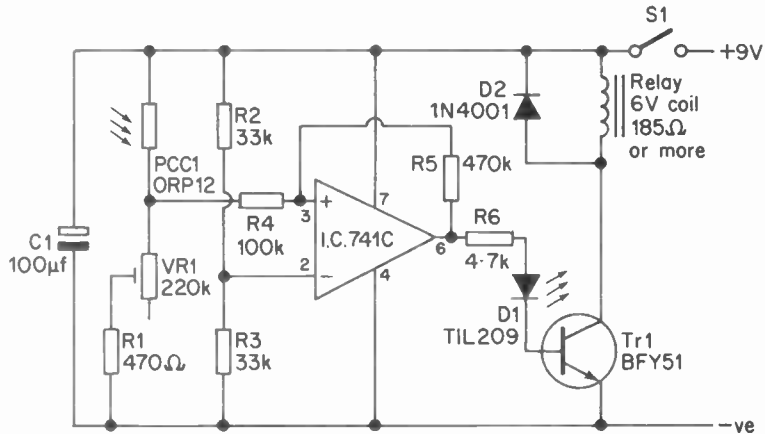 S1
+9V
D2
1N4001
Relay
6V coil
185Ω
or more
R2
33k
PCC1
ORP12
R5
470k
R4
100k
3
+
7
I.C.741C
6
R6
4·7k
C1
100µf
VR1
220k
2
−
4
D1
TIL209
R1
470Ω
R3
33k
Tr1
BFY51
−ve